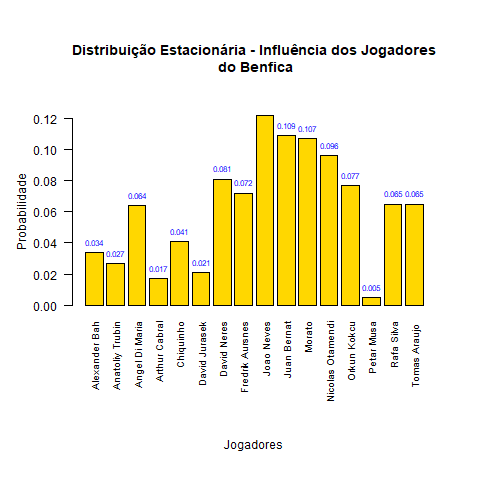 Distribuição Estacionária - Influência dos Jogadores
do Benfica
Probabilidade
0.12
0.10
0.08
0.06
0.04
0.02
0.00
0.034
0.027
0.064
0.017
0.041
0.021
0.081
0.072
0.109
0.107
0.096
0.077
0.005
0.065
0.065
Alexander Bah
Anatoliy Trubin
Angel Di Maria
Arthur Cabral
Chiquinho
David Jurasek
David Neres
Fredrik Aursnes
Joao Neves
Juan Bernat
Morato
Nicolas Otamendi
Orkun Kokcu
Petar Musa
Rafa Silva
Tomas Araujo
Jogadores